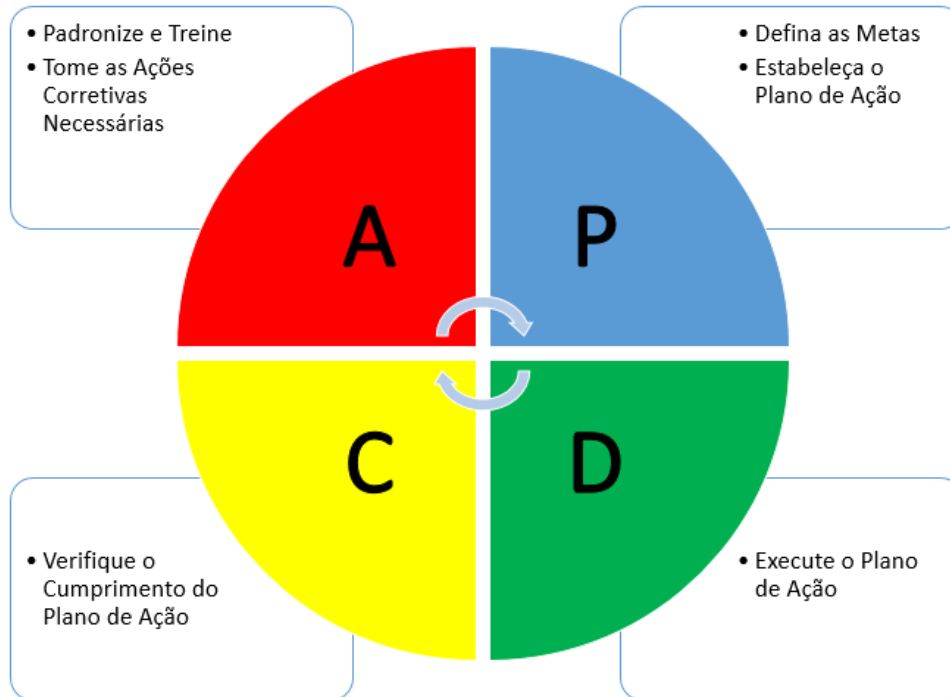 • Padronize e Treine
• Tome as Ações
Corretivas
Necessárias
• Defina as Metas
• Estabeleça o
Plano de Ação
A
P
C
D
• Verifique o
Cumprimento do
Plano de Ação
• Execute o Plano
de Ação